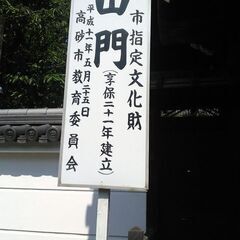 市指定文化財
山門
(享保二十一年建立)
平成十一年五月二十五日
高砂市教育委員会